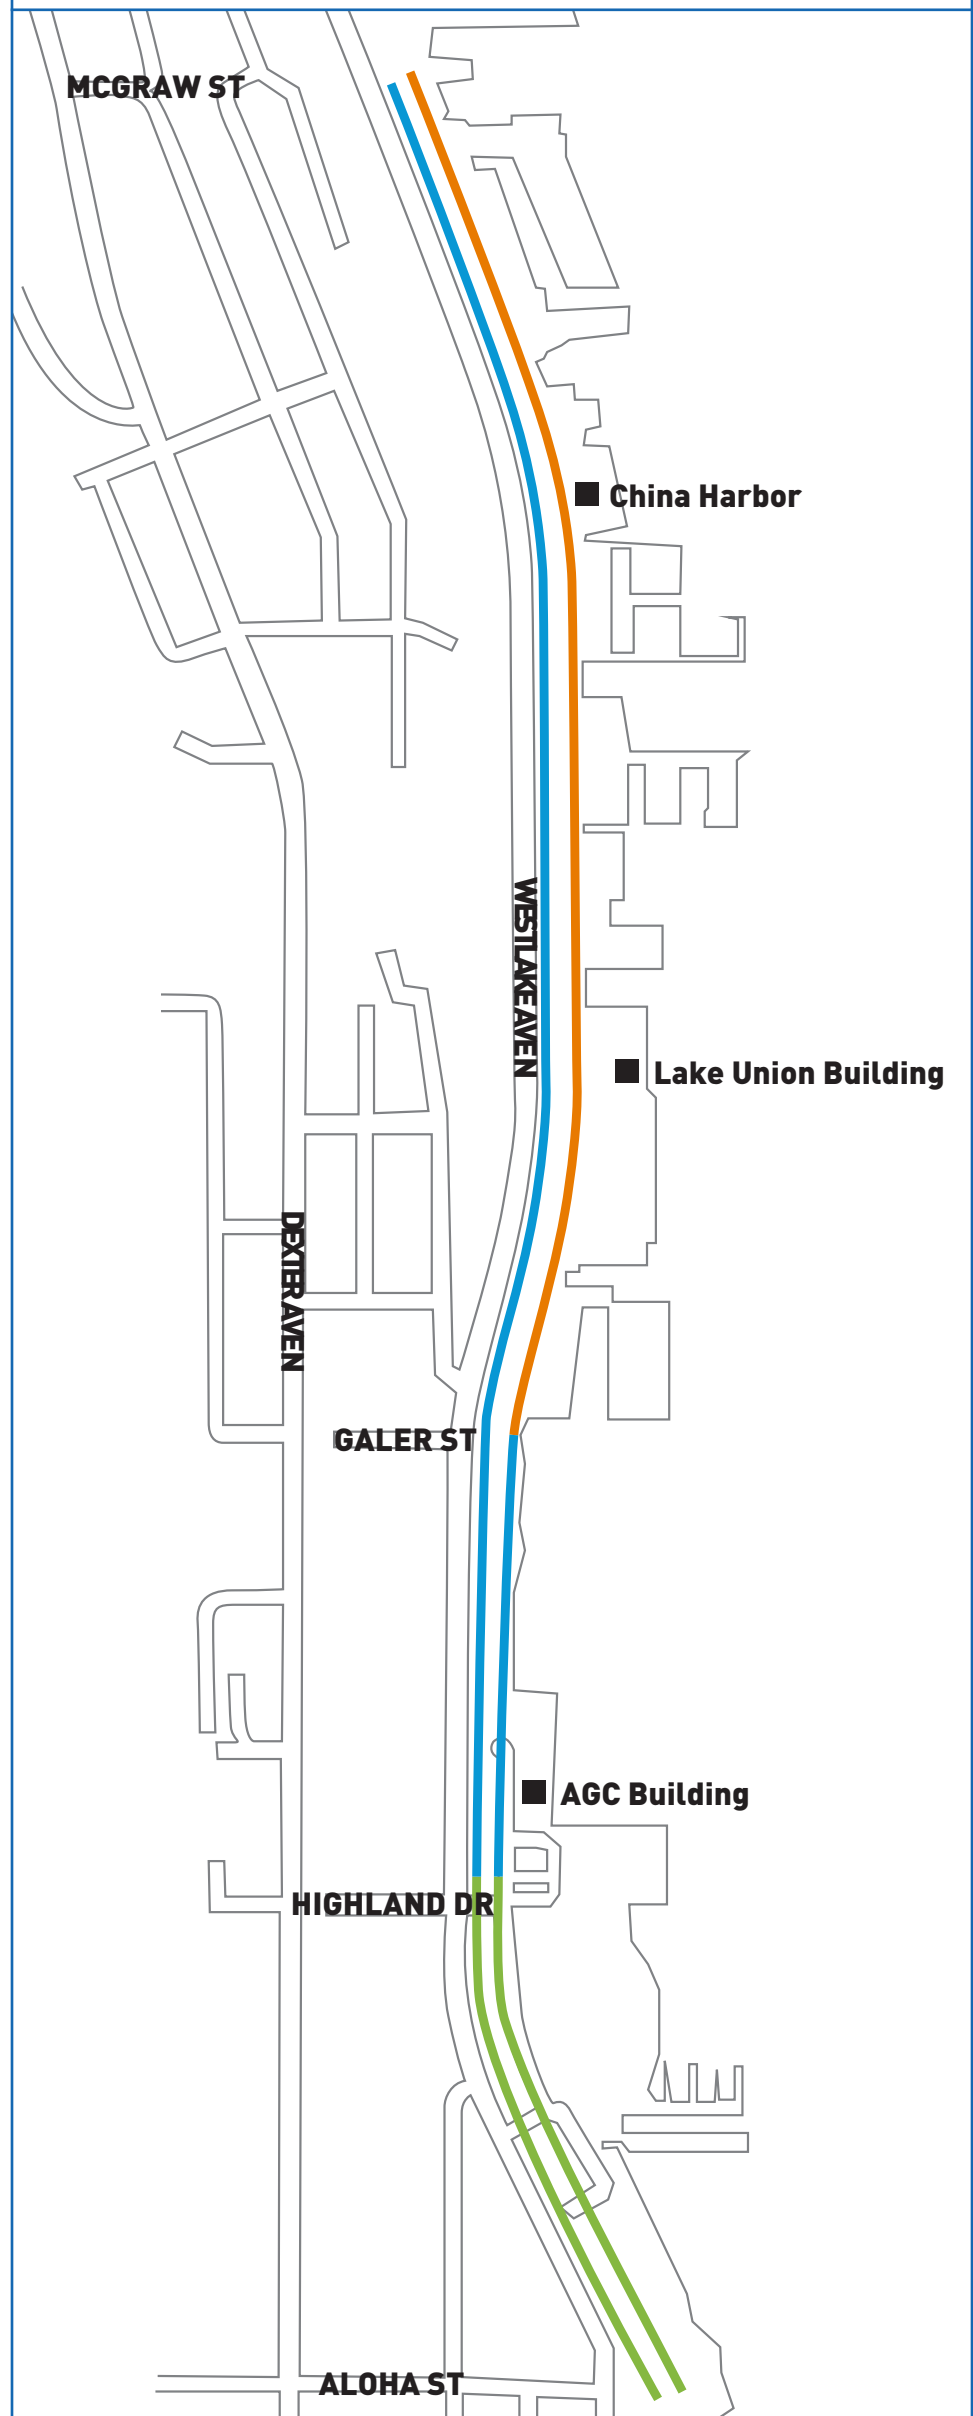 MCGRAW ST
China Harbor
WESTLAKE AVE N
Lake Union Building
DEXTER AVE N
GALER ST
AGC Building
HIGHLAND DR
ALOHA ST